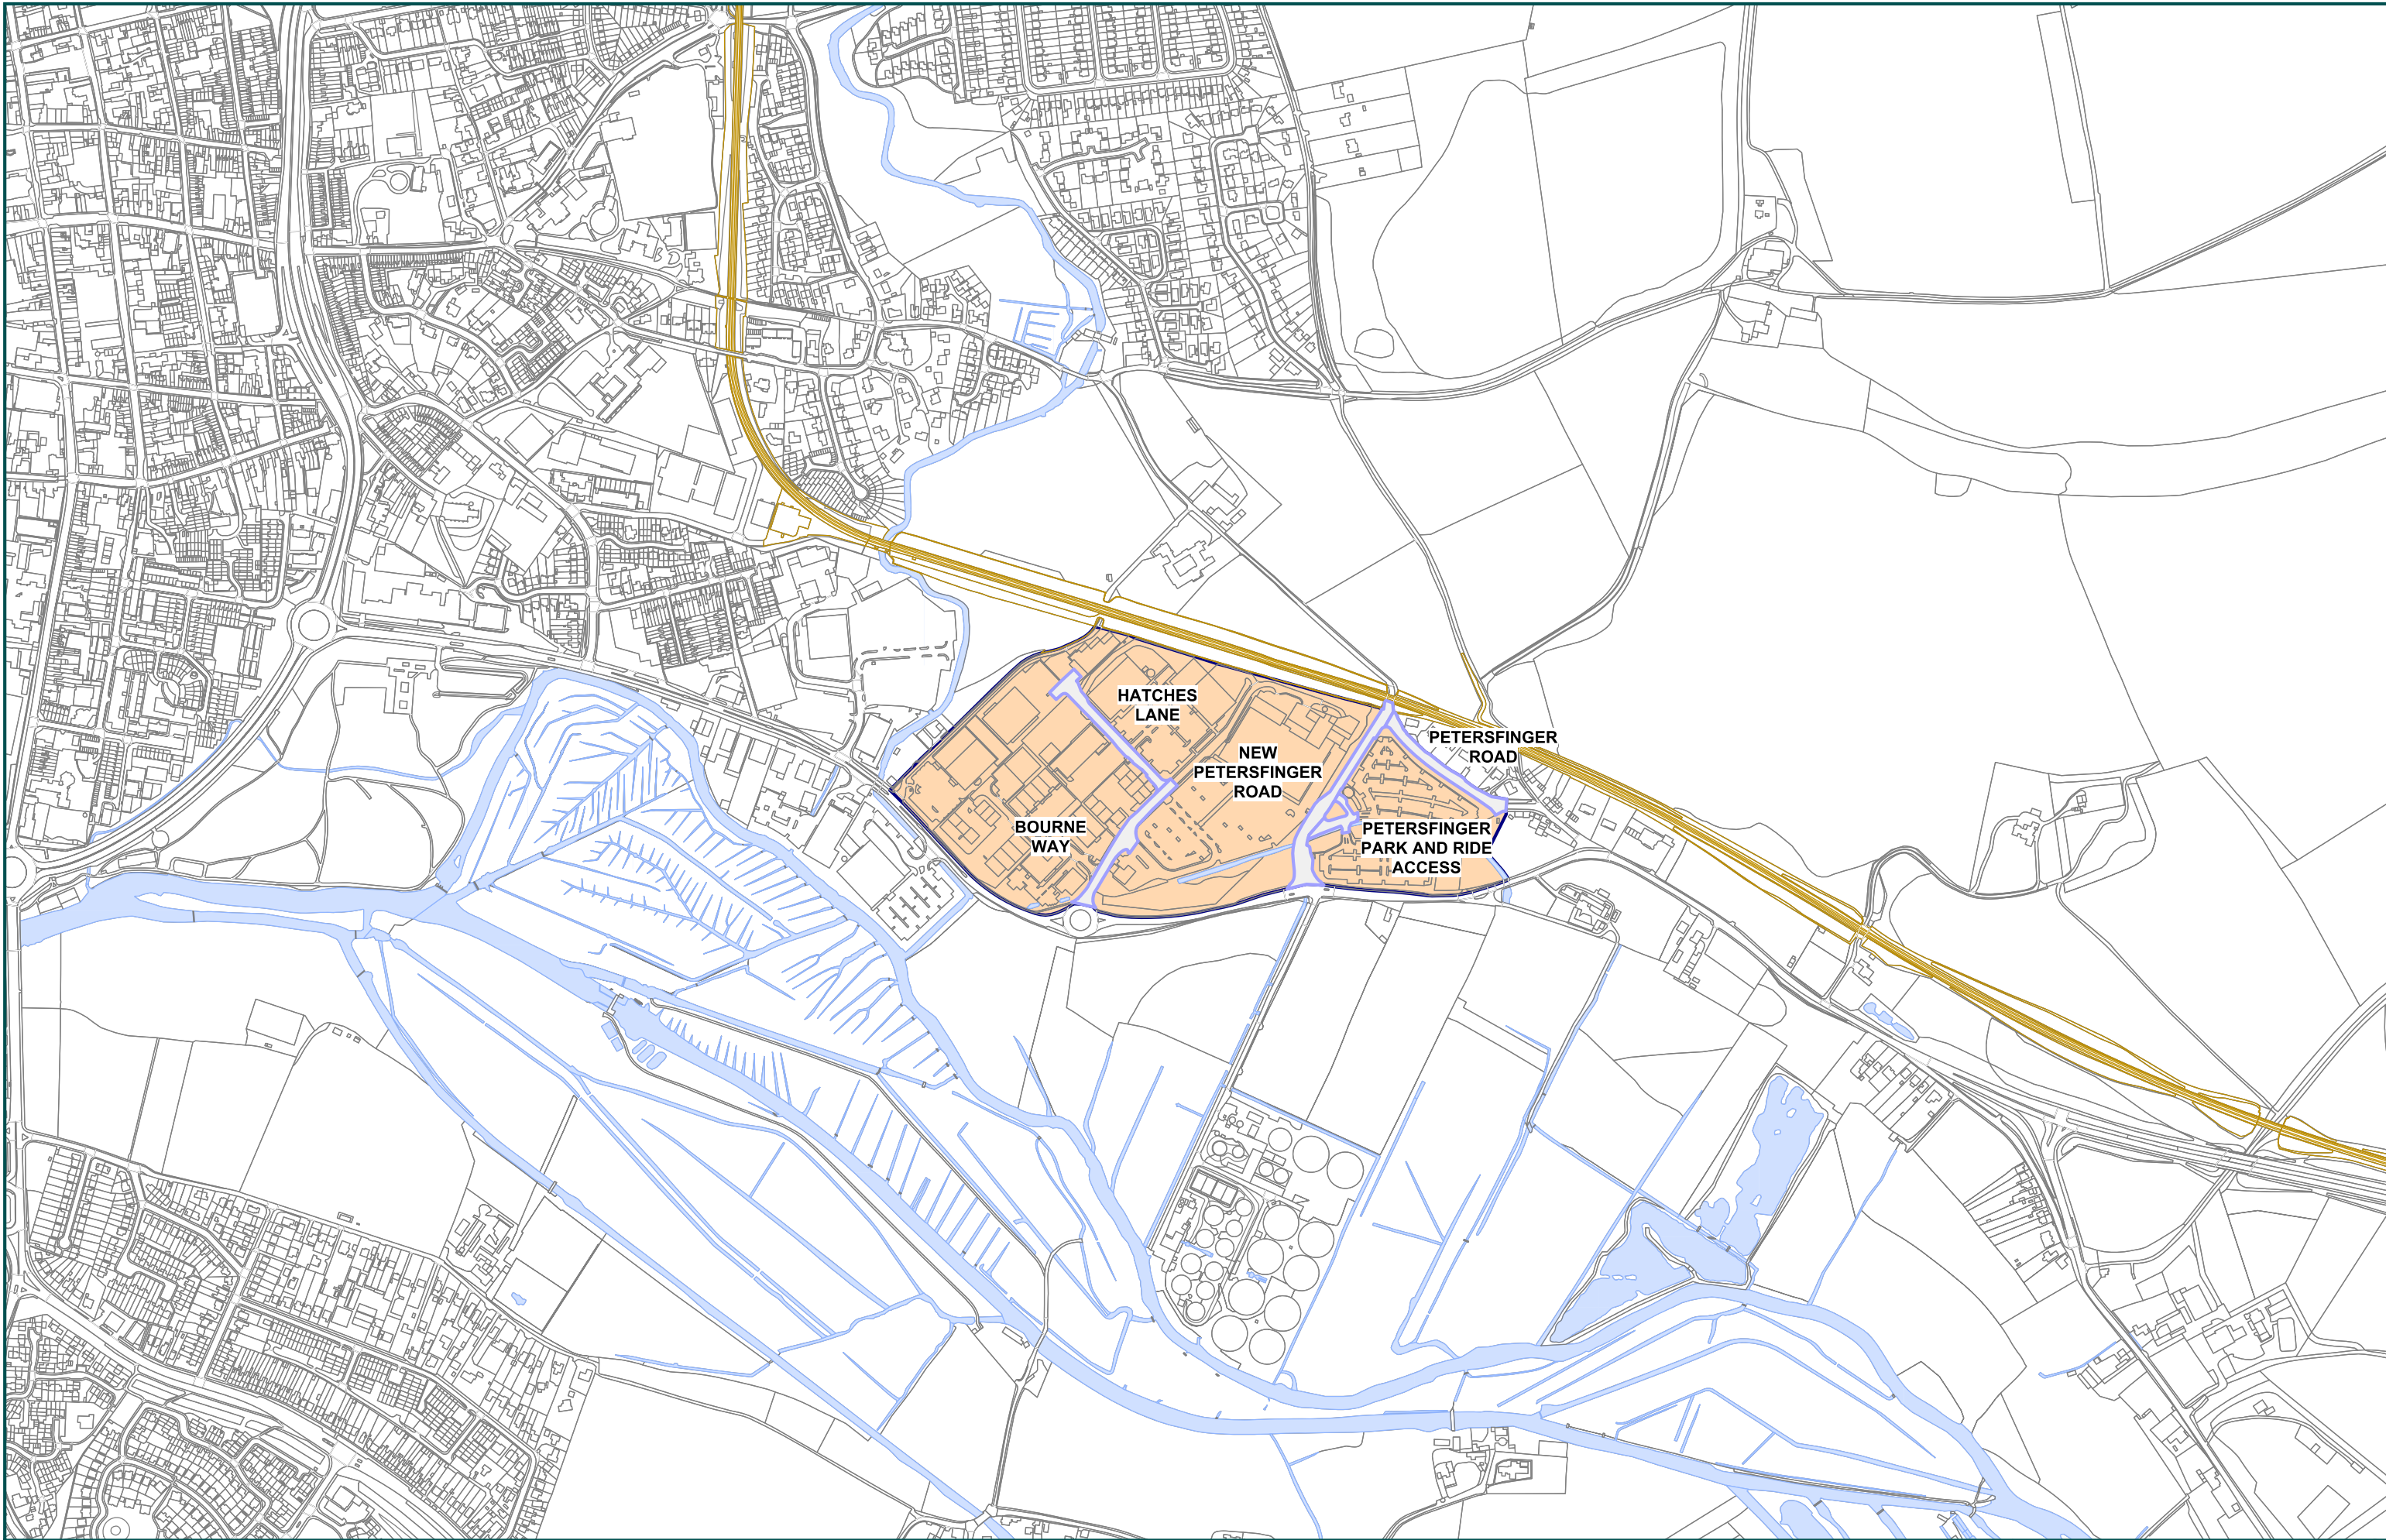 HATCHES
LANE
NEW
PETERSFINGER
ROAD
PETERSFINGER
ROAD
BOURNE
WAY
PETERSFINGER
PARK AND RIDE
ACCESS